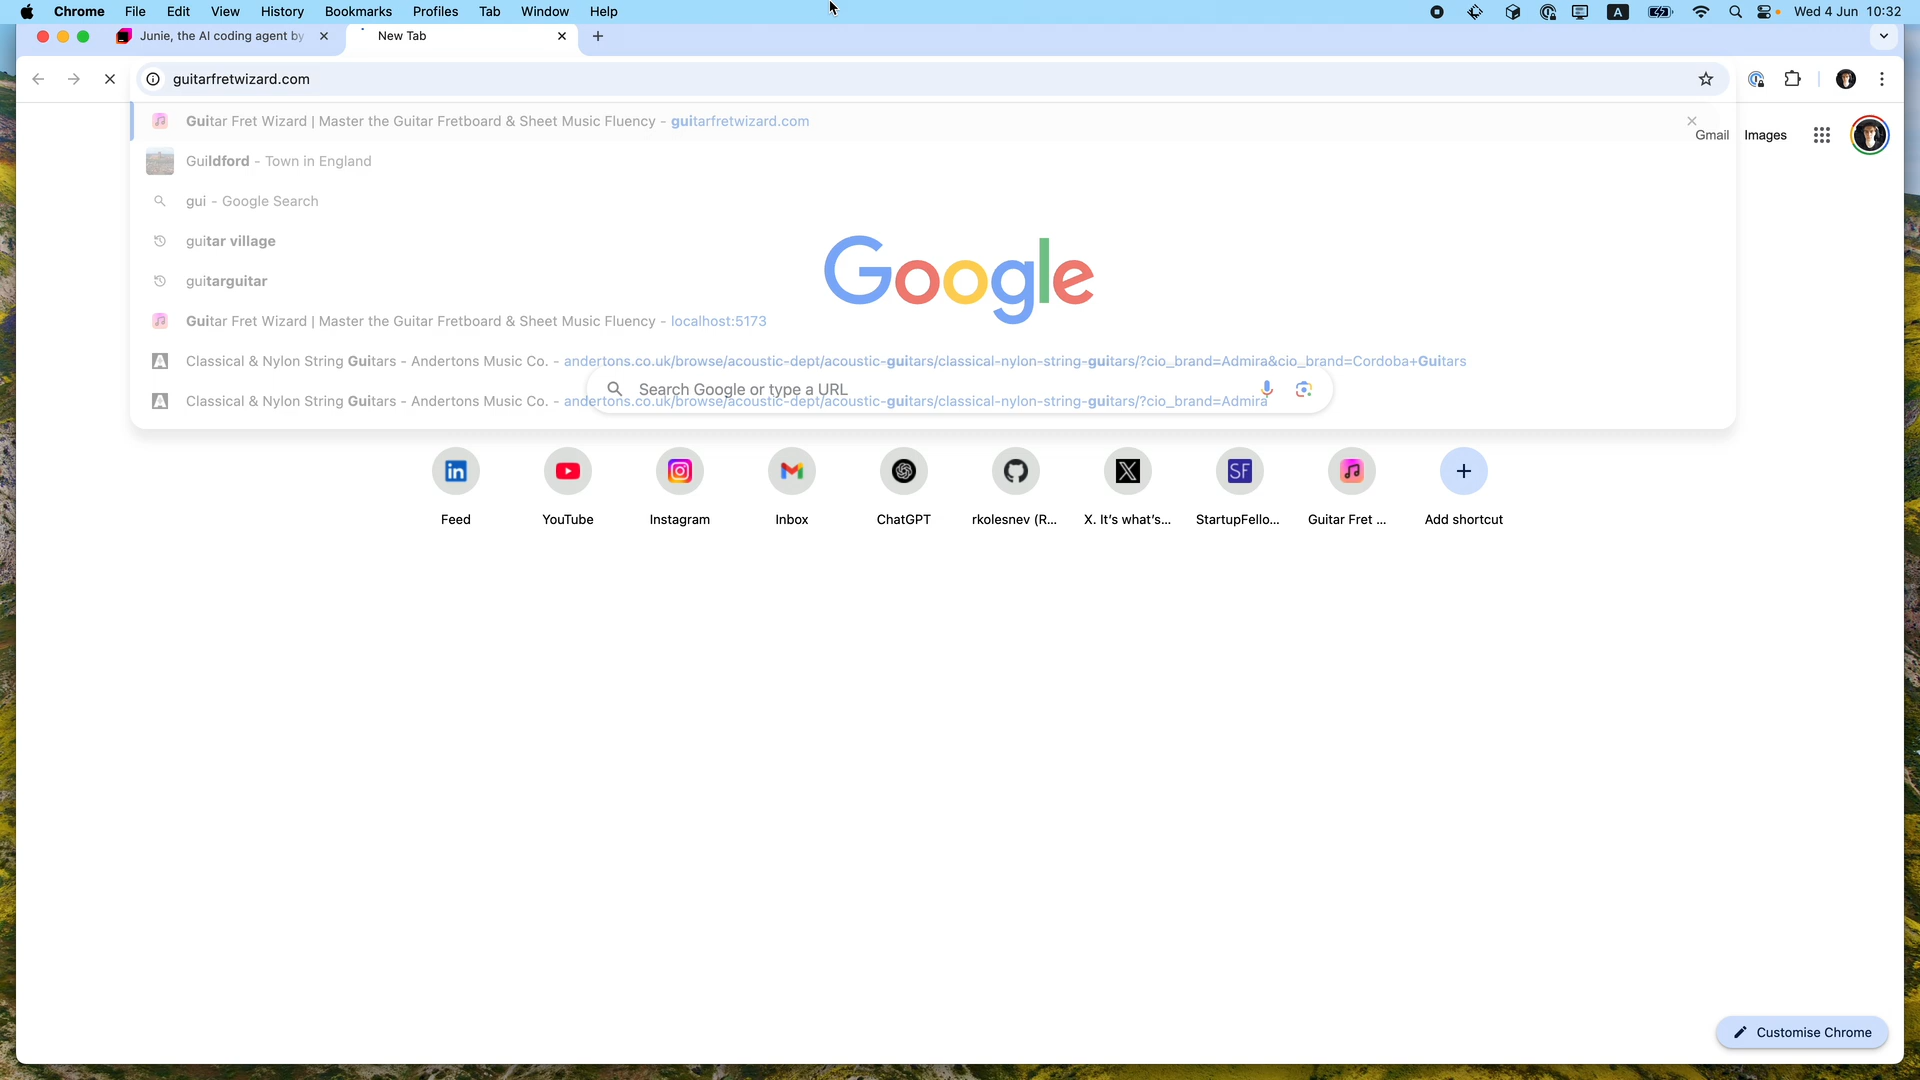 Chrome File Edit View History Bookmarks Profiles Tab Window Help A Wed 4 Jun 10:32
Junie, the AI coding agent by New Tab
guitarfretwizard.com
Guitar Fret Wizard | Master the Guitar Fretboard & Sheet Music Fluency - guitarfretwizard.com
Gmail Images
Guildford - Town in England
gui - Google Search
guitar village
guitarguitar
Google
Guitar Fret Wizard | Master the Guitar Fretboard & Sheet Music Fluency - localhost:5173
Classical & Nylon String Guitars - Andertons Music Co. - andertons.co.uk/browse/acoustic-dept/acoustic-guitars/classical-nylon-string-guitars/?cio_brand=Admira&cio_brand=Cordoba+Guitars
Search Google or type a URL
Classical & Nylon String Guitars - Andertons Music Co. - andertons.co.uk/browse/acoustic-dept/acoustic-guitars/classical-nylon-string-guitars/?cio_brand=Admira
in X SF
Feed YouTube Instagram Inbox ChatGPT rkolesnev (R... X. It's what's... StartupFello... Guitar Fret ... Add shortcut
Customise Chrome